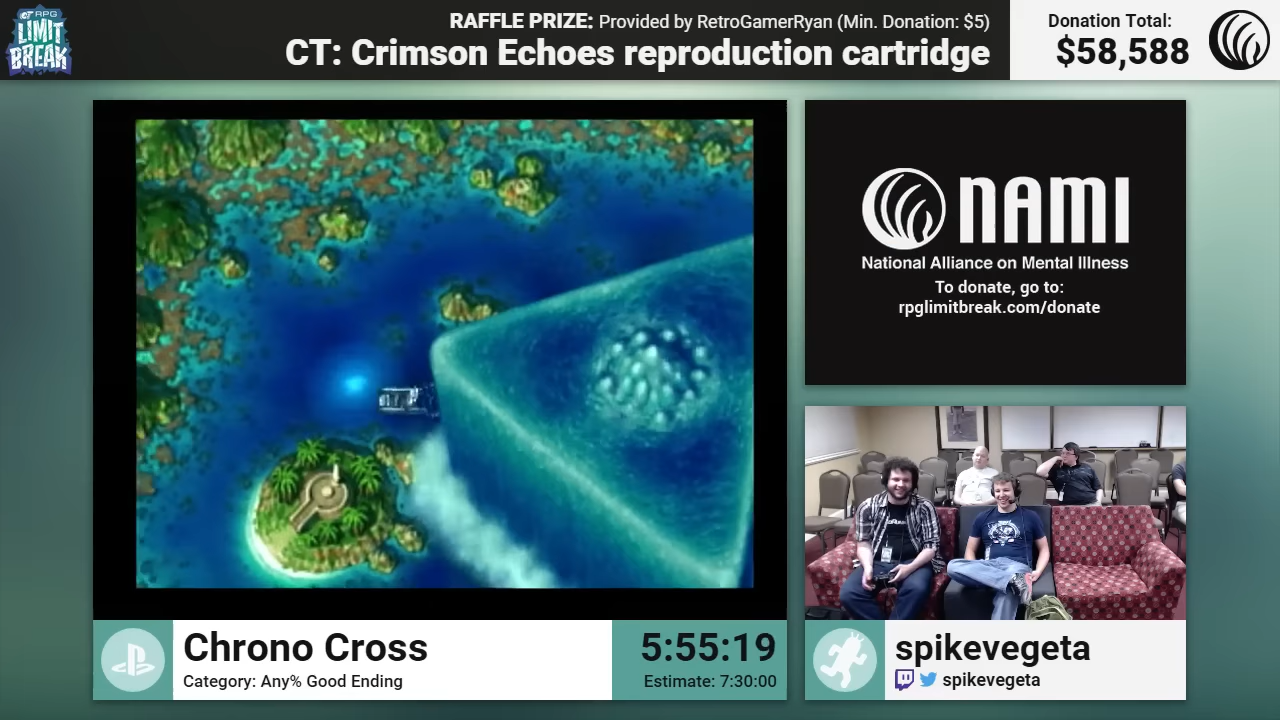 RPG
LIMIT
BREAK
RAFFLE PRIZE: Provided by RetroGamerRyan (Min. Donation: $5)
CT: Crimson Echoes reproduction cartridge
Donation Total:
$58,588
NAMI
National Alliance on Mental Illness
To donate, go to:
rpglimitbreak.com/donate
Chrono Cross
Category: Any% Good Ending
5:55:19
Estimate: 7:30:00
spikevegeta
spikevegeta